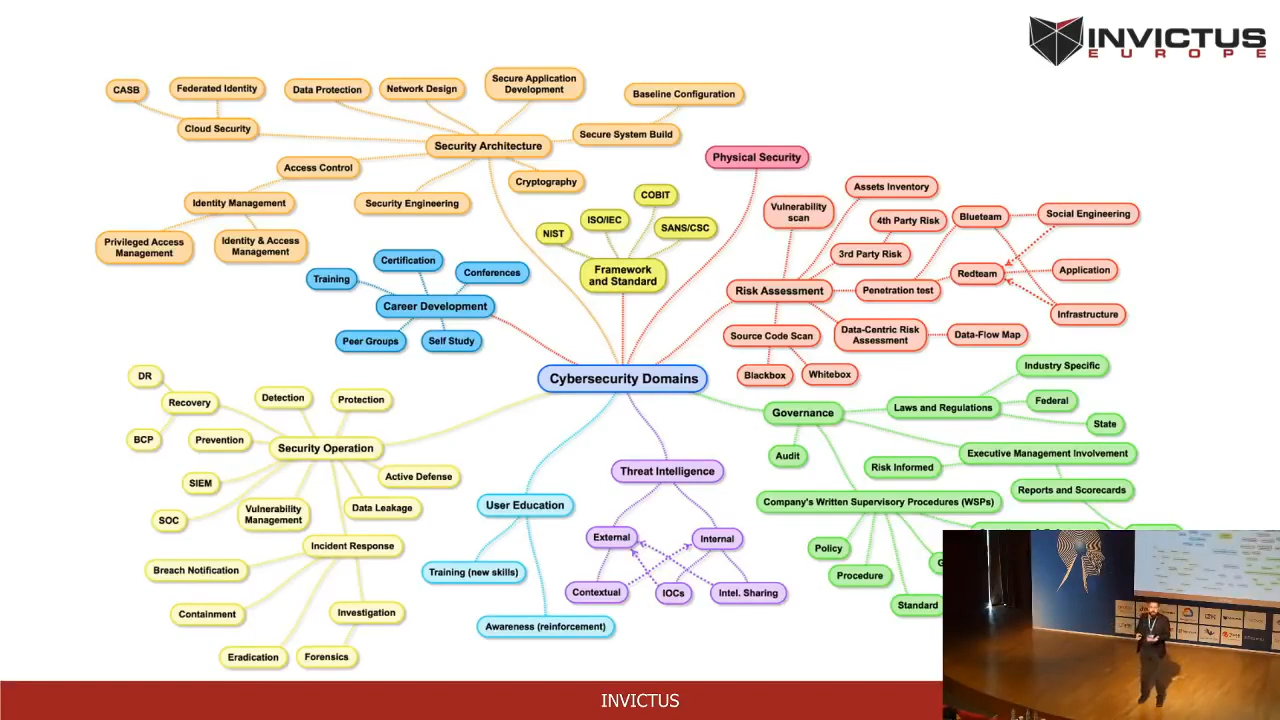 INVICTUS
EUROPE
CASB
Federated Identity
Data Protection
Network Design
Secure Application
Development
Baseline Configuration
Cloud Security
Security Architecture
Secure System Build
Access Control
Cryptography
Identity Management
Security Engineering
Privileged Access
Management
Identity & Access
Management
Physical Security
COBIT
ISO/IEC
NIST
SANS/CSC
Framework
and Standard
Certification
Training
Conferences
Career Development
Peer Groups
Self Study
Assets Inventory
Vulnerability
scan
4th Party Risk
Blueteam
Social Engineering
3rd Party Risk
Redteam
Application
Risk Assessment
Penetration test
Infrastructure
Source Code Scan
Data-Centric Risk
Assessment
Data-Flow Map
Blackbox
Whitebox
Cybersecurity Domains
DR
Recovery
Detection
Protection
BCP
Prevention
Security Operation
SIEM
Active Defense
SOC
Vulnerability
Management
Data Leakage
Incident Response
Breach Notification
Containment
Investigation
Eradication
Forensics
User Education
Training (new skills)
Awareness (reinforcement)
Threat Intelligence
External
Internal
Contextual
IOCs
Intel. Sharing
Industry Specific
Governance
Laws and Regulations
Federal
State
Audit
Executive Management Involvement
Risk Informed
Reports and Scorecards
Company's Written Supervisory Procedures (WSPs)
Policy
Procedure
Standard
INVICTUS